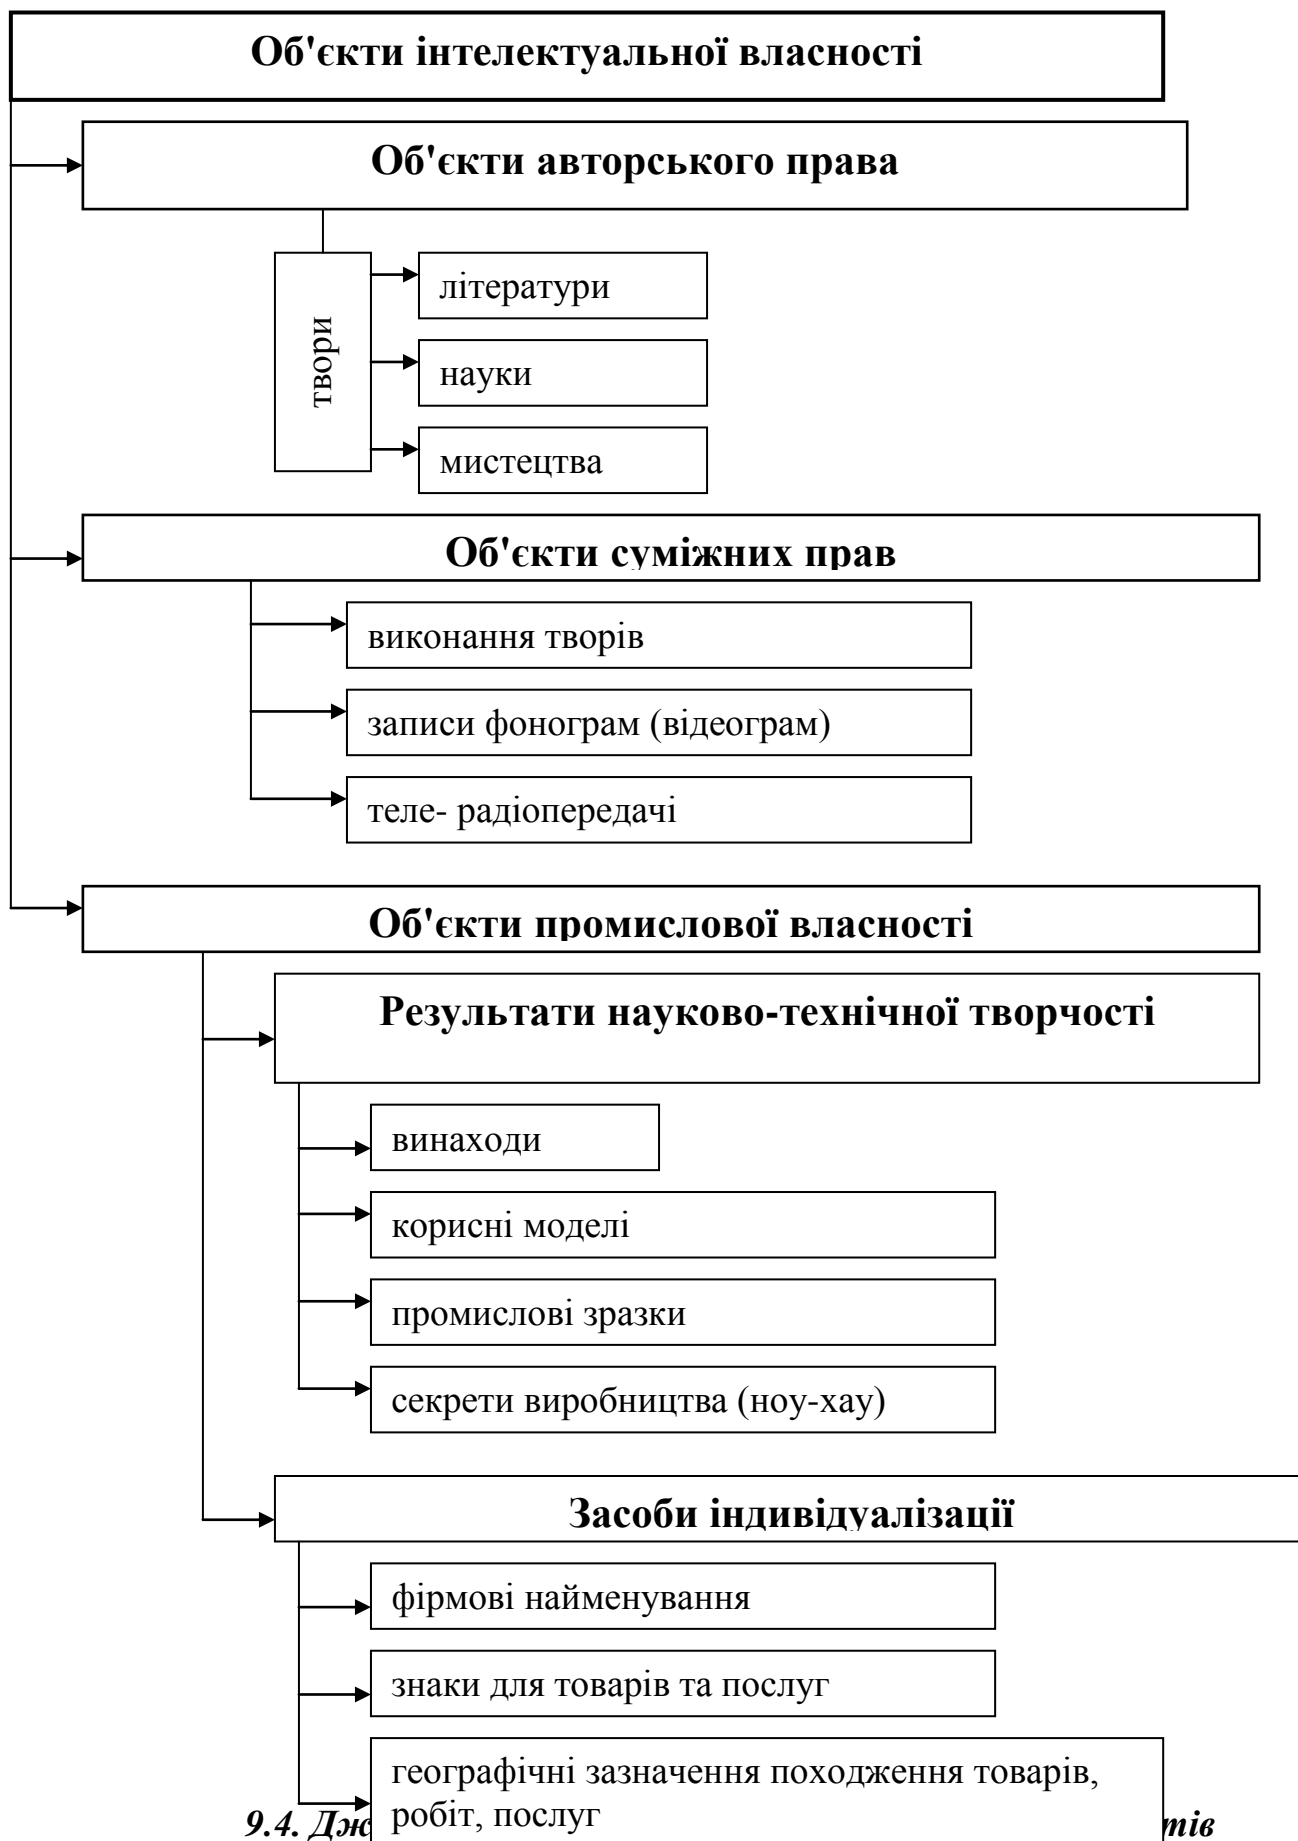 Об'єкти інтелектуальної власності
Об'єкти авторського права
твори
літератури
науки
мистецтва
Об'єкти суміжних прав
виконання творів
записи фонограм (відеограм)
теле- радіопередачі
Об'єкти промислової власності
Результати науково-технічної творчості
винаходи
корисні моделі
промислові зразки
секрети виробництва (ноу-хау)
Засоби індивідуалізації
фірмові найменування
знаки для товарів та послуг
географічні зазначення походження товарів,
робіт, послуг
9.4.